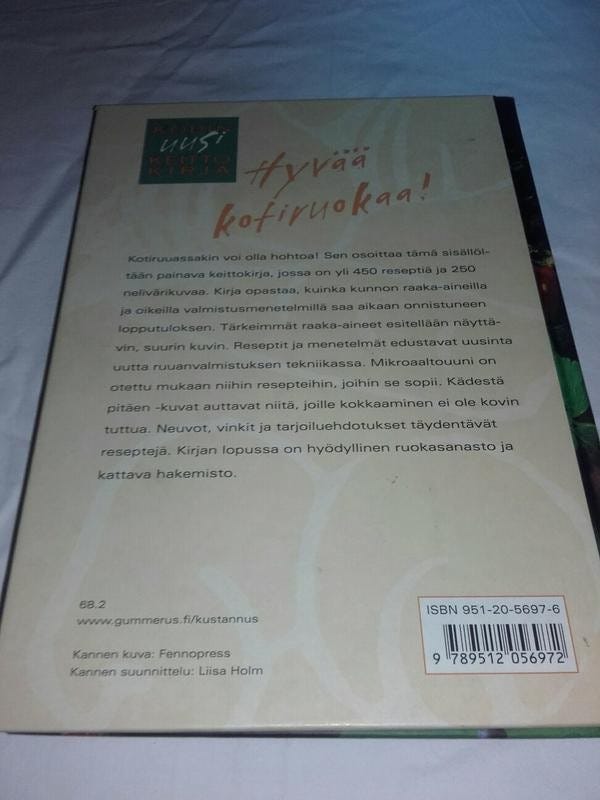 KODIN
uusi
KEITTO
KIRJA
Hyvää
kotiruokaa!
Kotiruuassakin voi olla hohtoa! Sen osoittaa tämä sisällöl-
tään painava keittokirja, jossa on yli 450 reseptiä ja 250
nelivärikuvaa. Kirja opastaa, kuinka kunnon raaka-aineilla
ja oikeilla valmistusmenetelmillä saa aikaan onnistuneen
lopputuloksen. Tärkeimmät raaka-aineet esitellään näyttä-
vin, suurin kuvin. Reseptit ja menetelmät edustavat uusinta
uutta ruuanvalmistuksen tekniikassa. Mikroaaltouuni on
otettu mukaan niihin resepteihin, joihin se sopii. Kädestä
pitäen -kuvat auttavat niitä, joille kokkaaminen ei ole kovin
tuttua. Neuvot, vinkit ja tarjoiluehdotukset täydentävät
reseptejä. Kirjan lopussa on hyödyllinen ruokasanasto ja
kattava hakemisto.
68.2
www.gummerus.fi/kustannus
Kannen kuva: Fennopress
Kannen suunnittelu: Liisa Holm
ISBN 951-20-5697-6
9 789512 056972